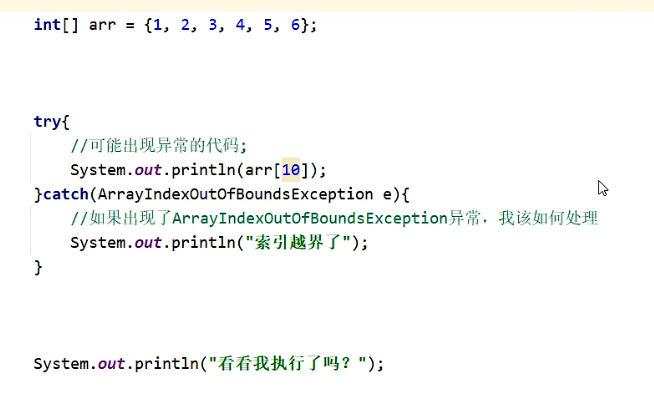 int[] arr = {1, 2, 3, 4, 5, 6};
try{
//可能出现异常的代码;
System.out.println(arr[10]);
}catch(ArrayIndexOutOfBoundsException e){
//如果出现了ArrayIndexOutOfBoundsException异常，我该如何处理
System.out.println("索引越界了");
}
System.out.println("看看我执行了吗？");